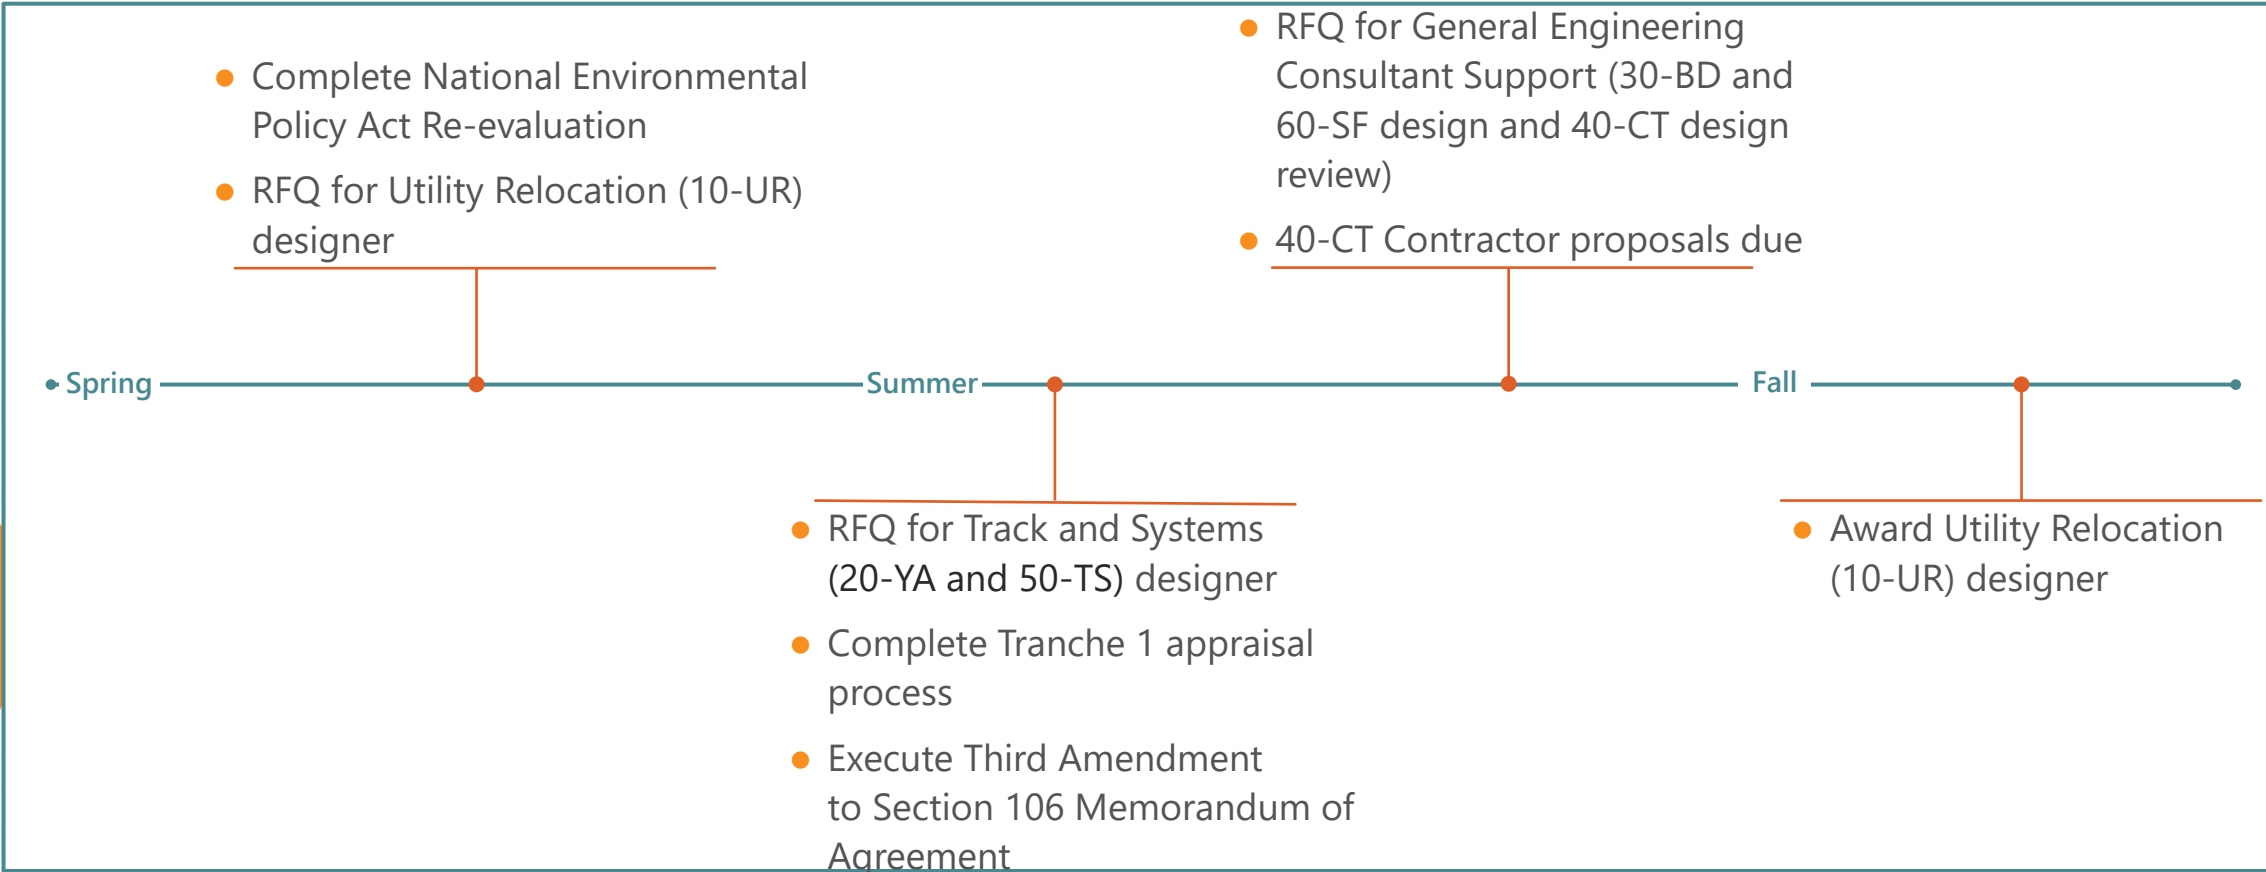 Complete National Environmental
Policy Act Re-evaluation
RFQ for Utility Relocation (10-UR)
designer
RFQ for General Engineering
Consultant Support (30-BD and
60-SF design and 40-CT design
review)
40-CT Contractor proposals due
Spring
Summer
Fall
RFQ for Track and Systems
(20-YA and 50-TS) designer
Complete Tranche 1 appraisal
process
Execute Third Amendment
to Section 106 Memorandum of
Agreement
Award Utility Relocation
(10-UR) designer